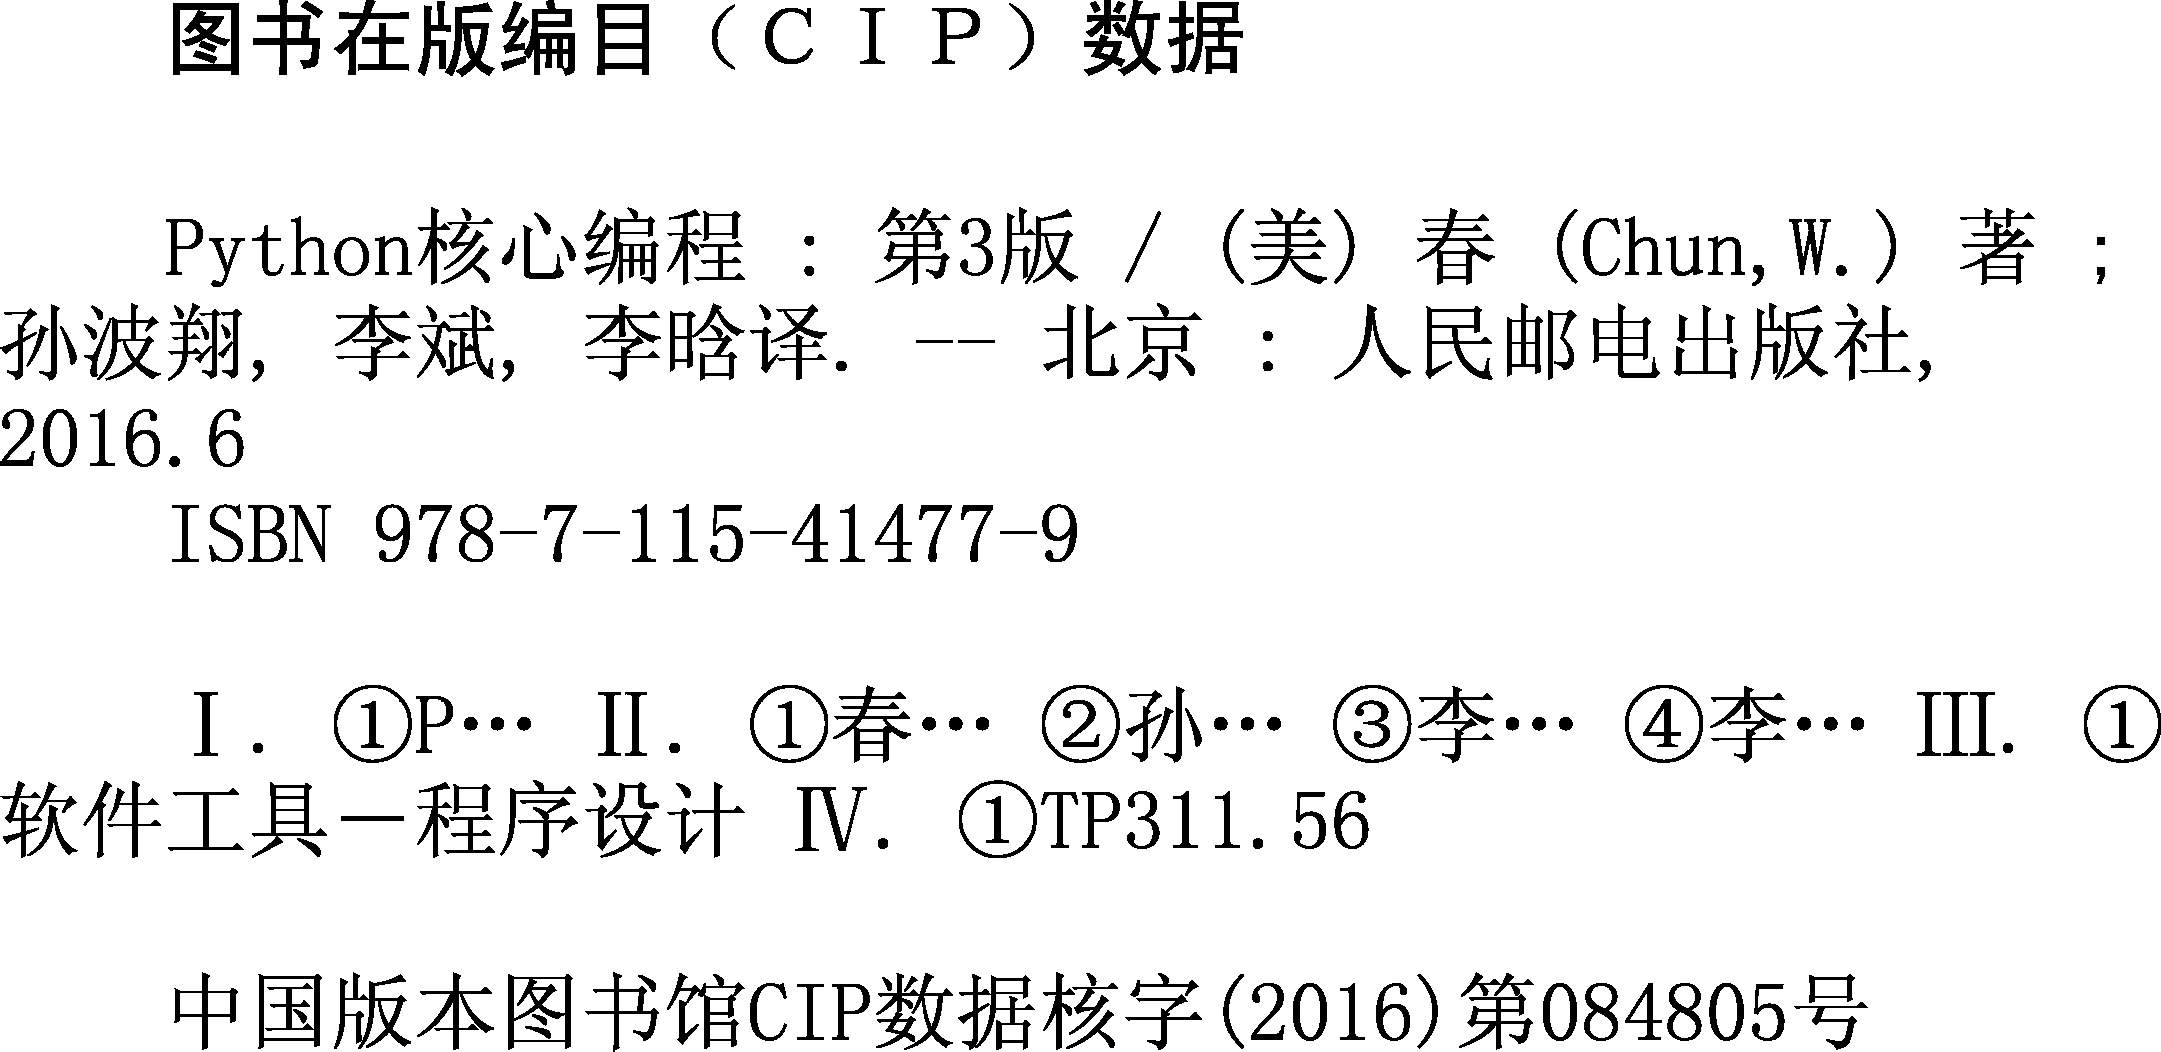 图书在版编目（ＣＩＰ）数据
Python核心编程 : 第3版 / (美) 春 (Chun,W.) 著 ;
孙波翔, 李斌, 李晗译. -- 北京 : 人民邮电出版社,
2016.6
ISBN 978-7-115-41477-9
Ⅰ. ①P… Ⅱ. ①春… ②孙… ③李… ④李… Ⅲ. ①
软件工具－程序设计 Ⅳ. ①TP311.56
中国版本图书馆CIP数据核字(2016)第084805号